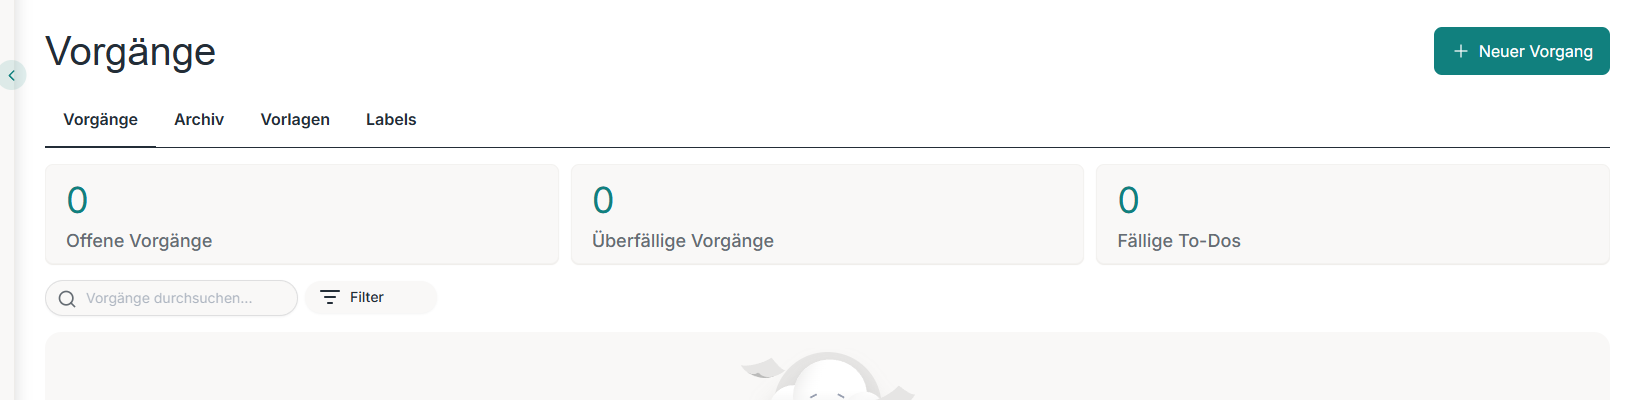 Vorgänge
Neuer Vorgang
Vorgänge Archiv Vorlagen Labels
0 0 0
Offene Vorgänge Überfällige Vorgänge Fällige To-Dos
Vorgänge durchsuchen... Filter